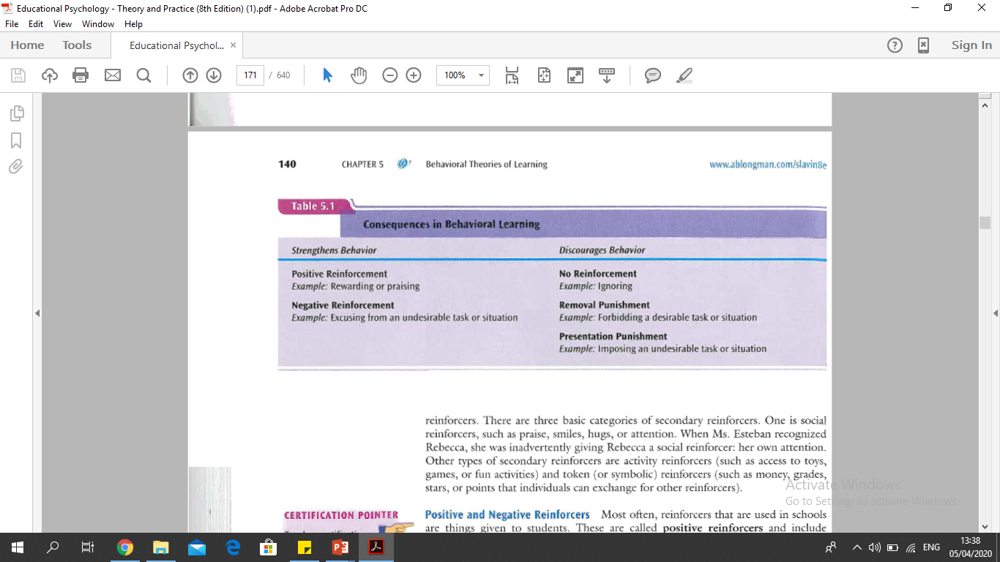 Educational Psychology - Theory and Practice (8th Edition) (1).pdf - Adobe Acrobat Pro DC
File Edit View Window Help
Home Tools Educational Psychol... × Sign In
171 / 640 100%
140 CHAPTER 5 Behavioral Theories of Learning www.ablongman.com/slavin8e
Table 5.1
Consequences in Behavioral Learning
Strengthens Behavior Discourages Behavior
Positive Reinforcement No Reinforcement
Example: Rewarding or praising Example: Ignoring
Negative Reinforcement Removal Punishment
Example: Excusing from an undesirable task or situation Example: Forbidding a desirable task or situation
Presentation Punishment
Example: Imposing an undesirable task or situation
reinforcers. There are three basic categories of secondary reinforcers. One is social
reinforcers, such as praise, smiles, hugs, or attention. When Ms. Esteban recognized
Rebecca, she was inadvertently giving Rebecca a social reinforcer: her own attention.
Other types of secondary reinforcers are activity reinforcers (such as access to toys,
games, or fun activities) and token (or symbolic) reinforcers (such as money, grades,
stars, or points that individuals can exchange for other reinforcers).
Activate Windows
Go to Settings to activate Windows.
CERTIFICATION POINTER Positive and Negative Reinforcers Most often, reinforcers that are used in schools
are things given to students. These are called positive reinforcers and include
ENG 13:38
05/04/2020